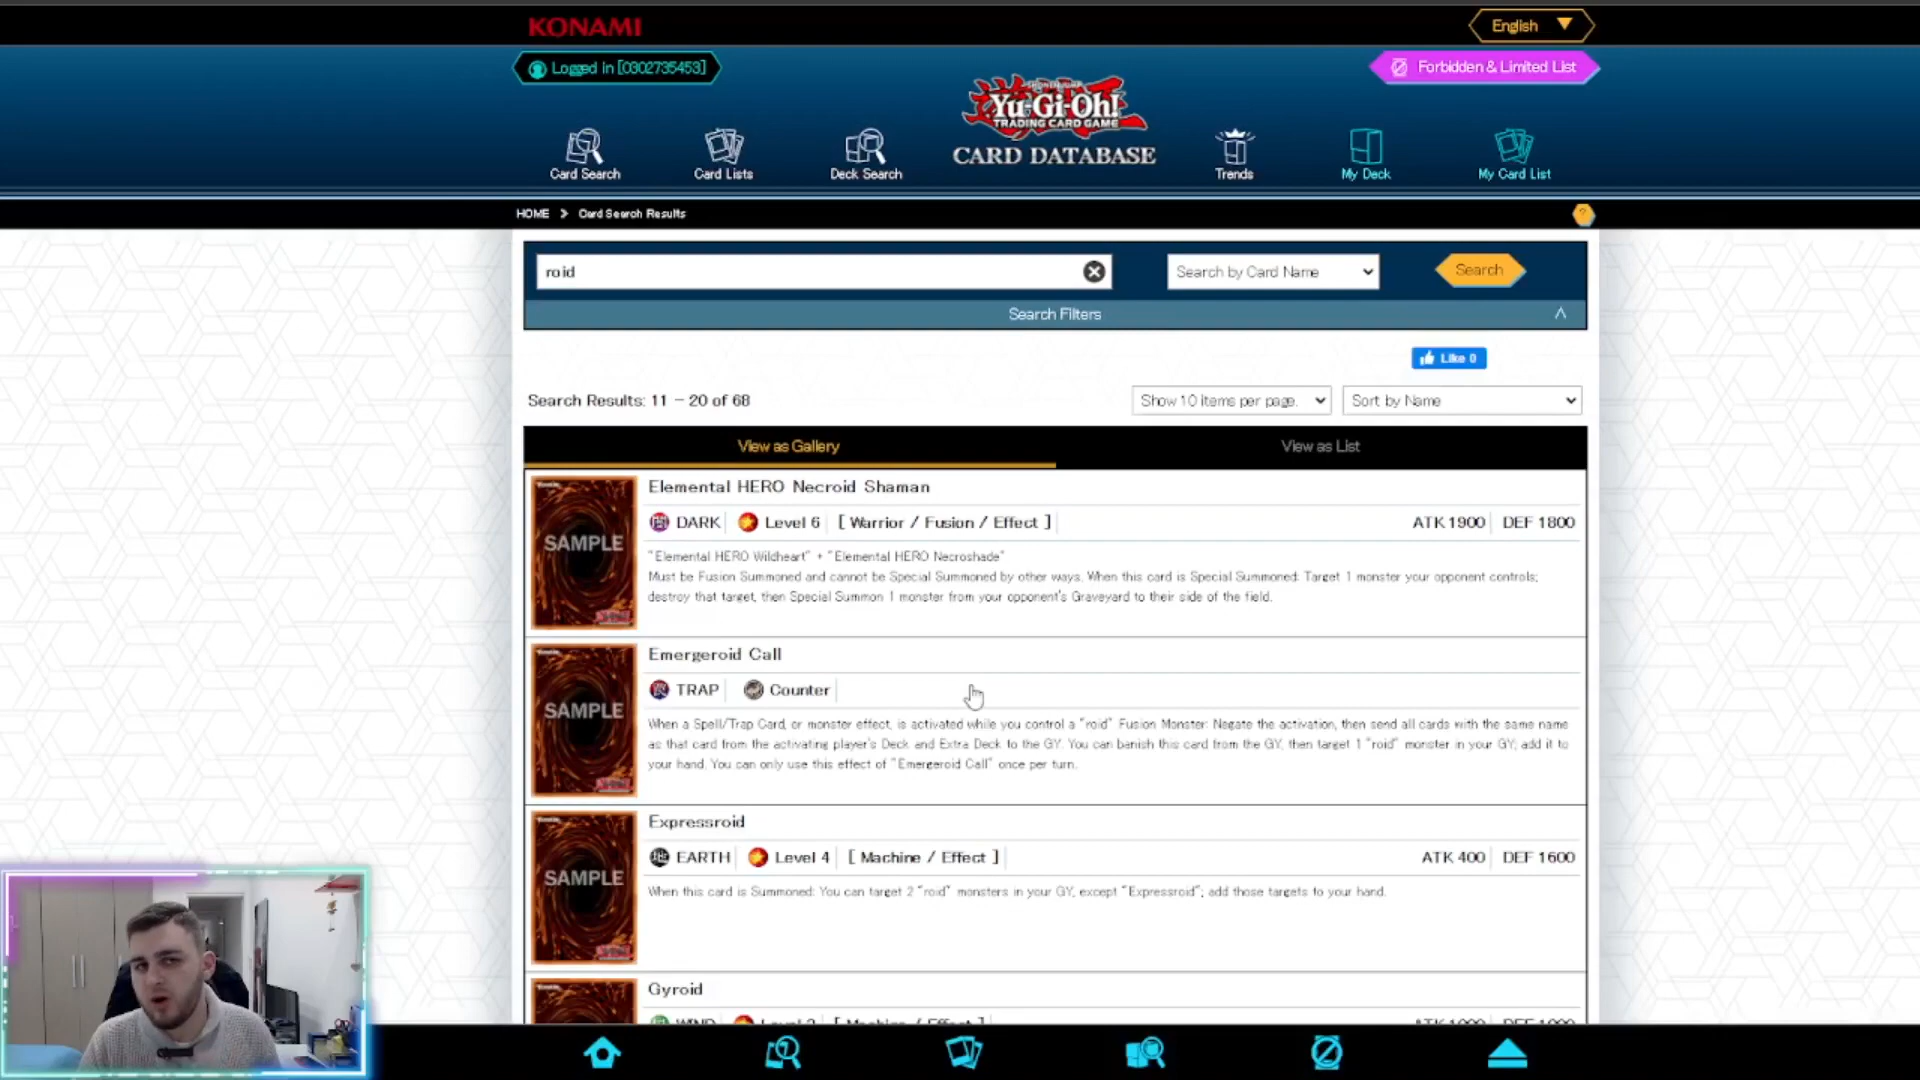 KONAMI
English
Logged in [0302735453]
Forbidden & Limited List
Yu-Gi-Oh!
TRADING CARD GAME
CARD DATABASE
Card Search
Card Lists
Deck Search
Trends
My Deck
My Card List
HOME > Card Search Results
?
roid
Search by Card Name
Search
Search Filters
Like 0
Search Results: 11 – 20 of 68
Show 10 items per page.
Sort by Name
View as Gallery
View as List
SAMPLE
Elemental HERO Necroid Shaman
DARK Level 6 [ Warrior / Fusion / Effect ] ATK 1900 DEF 1800
"Elemental HERO Wildheart" + "Elemental HERO Necroshade"
Must be Fusion Summoned and cannot be Special Summoned by other ways. When this card is Special Summoned: Target 1 monster your opponent controls;
destroy that target, then Special Summon 1 monster from your opponent's Graveyard to their side of the field.
SAMPLE
Emergeroid Call
TRAP Counter
When a Spell/Trap Card, or monster effect, is activated while you control a "roid" Fusion Monster: Negate the activation, then send all cards with the same name
as that card from the activating player's Deck and Extra Deck to the GY. You can banish this card from the GY, then target 1 "roid" monster in your GY; add it to
your hand. You can only use this effect of "Emergeroid Call" once per turn.
SAMPLE
Expressroid
EARTH Level 4 [ Machine / Effect ] ATK 400 DEF 1600
When this card is Summoned: You can target 2 "roid" monsters in your GY, except "Expressroid"; add those targets to your hand.
Gyroid
WIND Level 3 [ Machine / Effect ] ATK 1000 DEF 1000